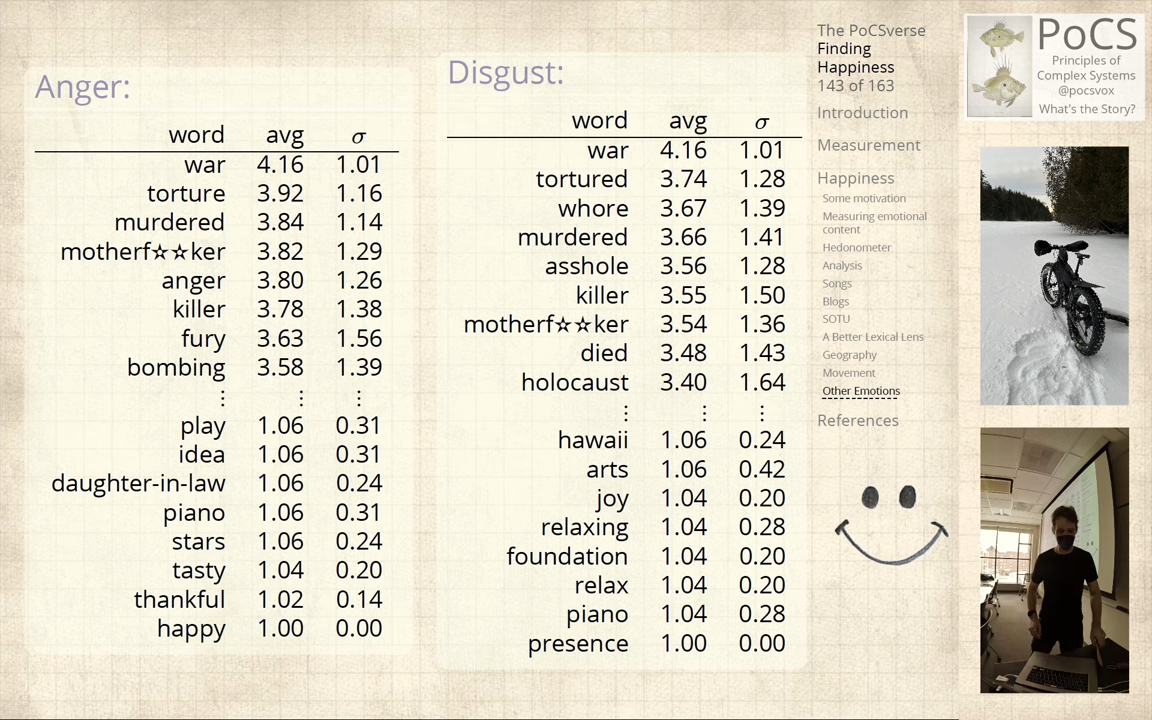 Anger:
word avg σ
war 4.16 1.01
torture 3.92 1.16
murdered 3.84 1.14
motherf☆☆ker 3.82 1.29
anger 3.80 1.26
killer 3.78 1.38
fury 3.63 1.56
bombing 3.58 1.39
⋮ ⋮ ⋮
play 1.06 0.31
idea 1.06 0.31
daughter-in-law 1.06 0.24
piano 1.06 0.31
stars 1.06 0.24
tasty 1.04 0.20
thankful 1.02 0.14
happy 1.00 0.00
Disgust:
word avg σ
war 4.16 1.01
tortured 3.74 1.28
whore 3.67 1.39
murdered 3.66 1.41
asshole 3.56 1.28
killer 3.55 1.50
motherf☆☆ker 3.54 1.36
died 3.48 1.43
holocaust 3.40 1.64
⋮ ⋮ ⋮
hawaii 1.06 0.24
arts 1.06 0.42
joy 1.04 0.20
relaxing 1.04 0.28
foundation 1.04 0.20
relax 1.04 0.20
piano 1.04 0.28
presence 1.00 0.00
The PoCSverse
Finding
Happiness
143 of 163
Introduction
Measurement
Happiness
Some motivation
Measuring emotional
content
Hedonometer
Analysis
Songs
Blogs
SOTU
A Better Lexical Lens
Geography
Movement
Other Emotions
References
PoCS
Principles of
Complex Systems
@pocsvox
What's the Story?